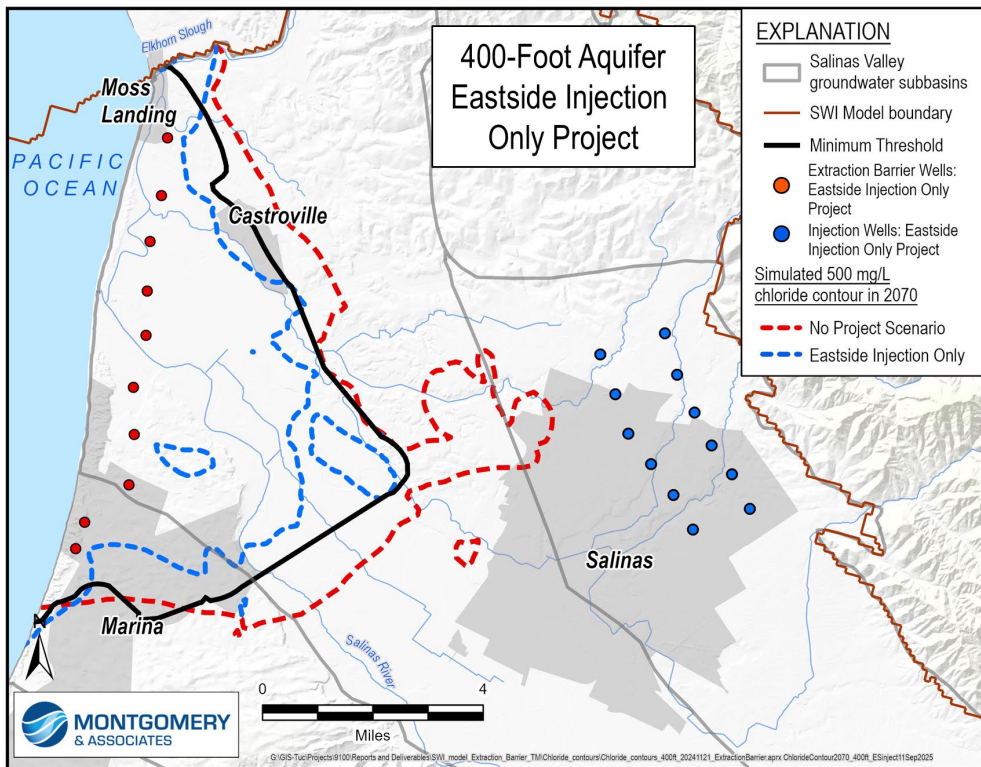 400-Foot Aquifer
Eastside Injection
Only Project
EXPLANATION
Salinas Valley
groundwater subbasins
SWI Model boundary
Minimum Threshold
Extraction Barrier Wells:
Eastside Injection Only
Project
Injection Wells: Eastside
Injection Only Project
Simulated 500 mg/L
chloride contour in 2070
No Project Scenario
Eastside Injection Only
Elkhorn Slough
Moss
Landing
PACIFIC
OCEAN
Castroville
Salinas
Marina
Salinas River
N
0 4
Miles
MONTGOMERY
& ASSOCIATES
G:\GIS-Tuc\Projects\9100\Reports and Deliverables\SWI_model_Extraction_Barrier_TM\Chloride_contours\Chloride_contours_400ft_20241121_ExtractionBarrier.aprx ChlorideContour2070_400ft_ESinject11Sep2025